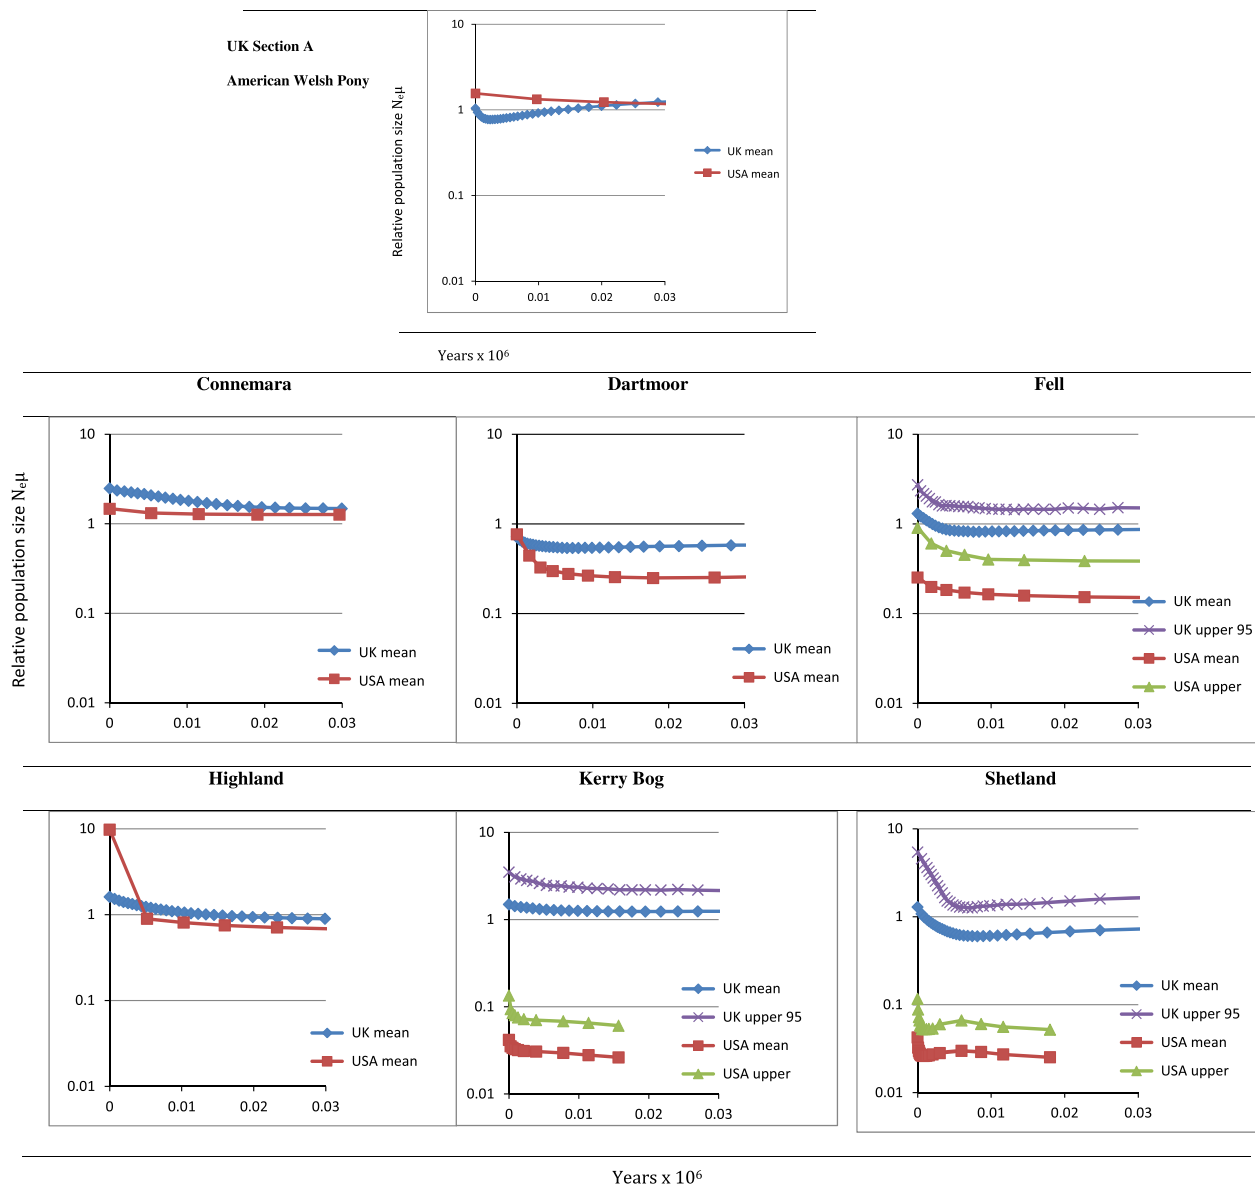 UK Section A
American Welsh Pony
Relative population size Nₑµ
10
1
0.1
0.01
0 0.01 0.02 0.03
UK mean
USA mean
Years x 10⁶
Connemara Dartmoor Fell
Relative population size Nₑµ
10
1
0.1
0.01
0 0.01 0.02 0.03
UK mean
USA mean
10
1
0.1
0.01
0 0.01 0.02 0.03
UK mean
USA mean
10
1
0.1
0.01
0 0.01 0.02 0.03
UK mean
UK upper 95
USA mean
USA upper
Highland Kerry Bog Shetland
10
1
0.1
0.01
0 0.01 0.02 0.03
UK mean
USA mean
10
1
0.1
0.01
0 0.01 0.02 0.03
UK mean
UK upper 95
USA mean
USA upper
10
1
0.1
0.01
0 0.01 0.02 0.03
UK mean
UK upper 95
USA mean
USA upper
Years x 10⁶